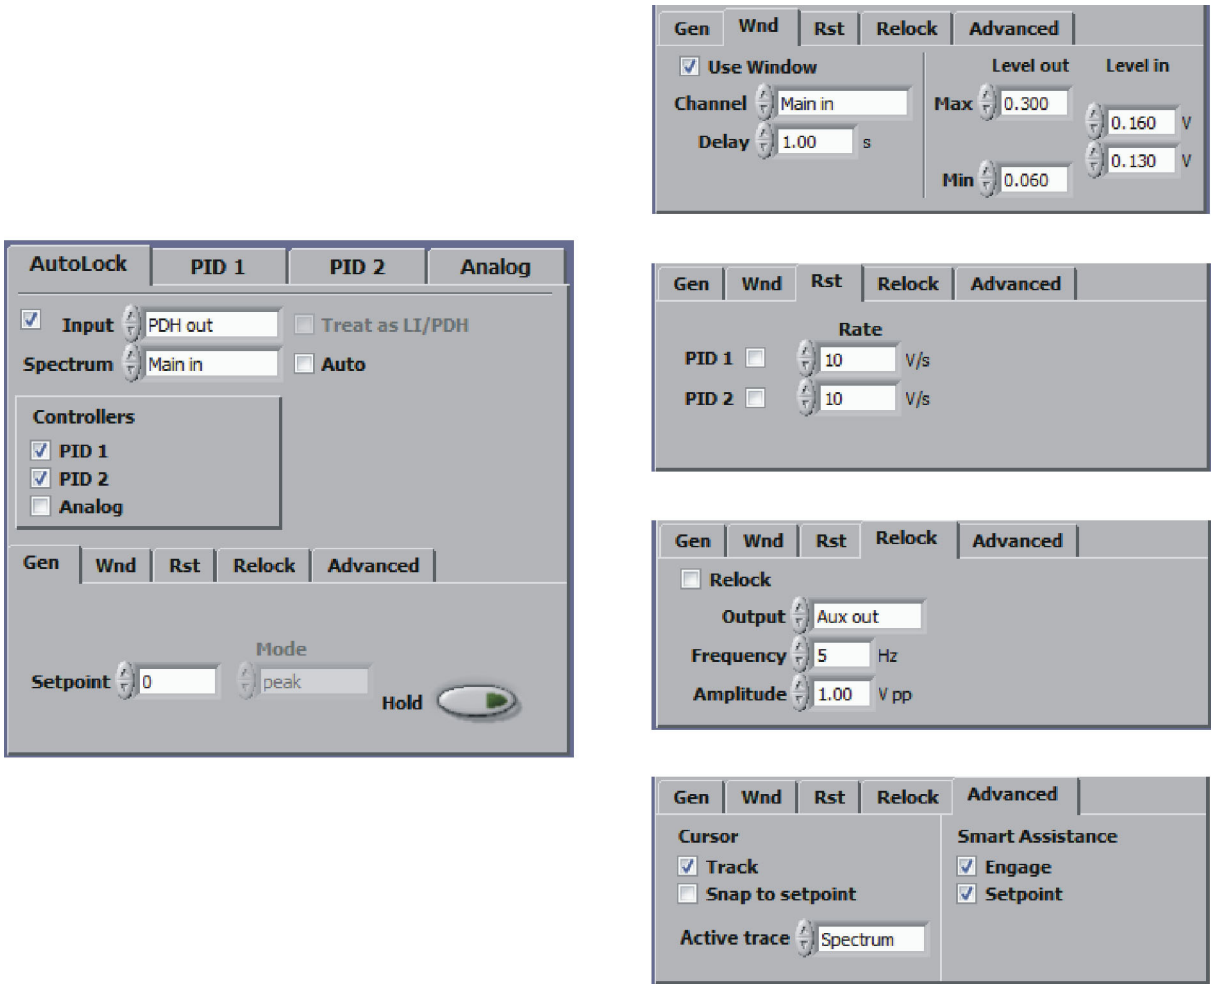 AutoLock PID 1 PID 2 Analog
Input PDH out Treat as LI/PDH
Spectrum Main in Auto
Controllers
PID 1
PID 2
Analog
Gen Wnd Rst Relock Advanced
Mode
Setpoint 0 peak
Hold
Gen Wnd Rst Relock Advanced
Use Window Level out Level in
Channel Main in Max 0.300
0.160 V
Delay 1.00 s
0.130 V
Min 0.060
Gen Wnd Rst Relock Advanced
Rate
PID 1 10 V/s
PID 2 10 V/s
Gen Wnd Rst Relock Advanced
Relock
Output Aux out
Frequency 5 Hz
Amplitude 1.00 V pp
Gen Wnd Rst Relock Advanced
Cursor Smart Assistance
Track Engage
Snap to setpoint Setpoint
Active trace Spectrum